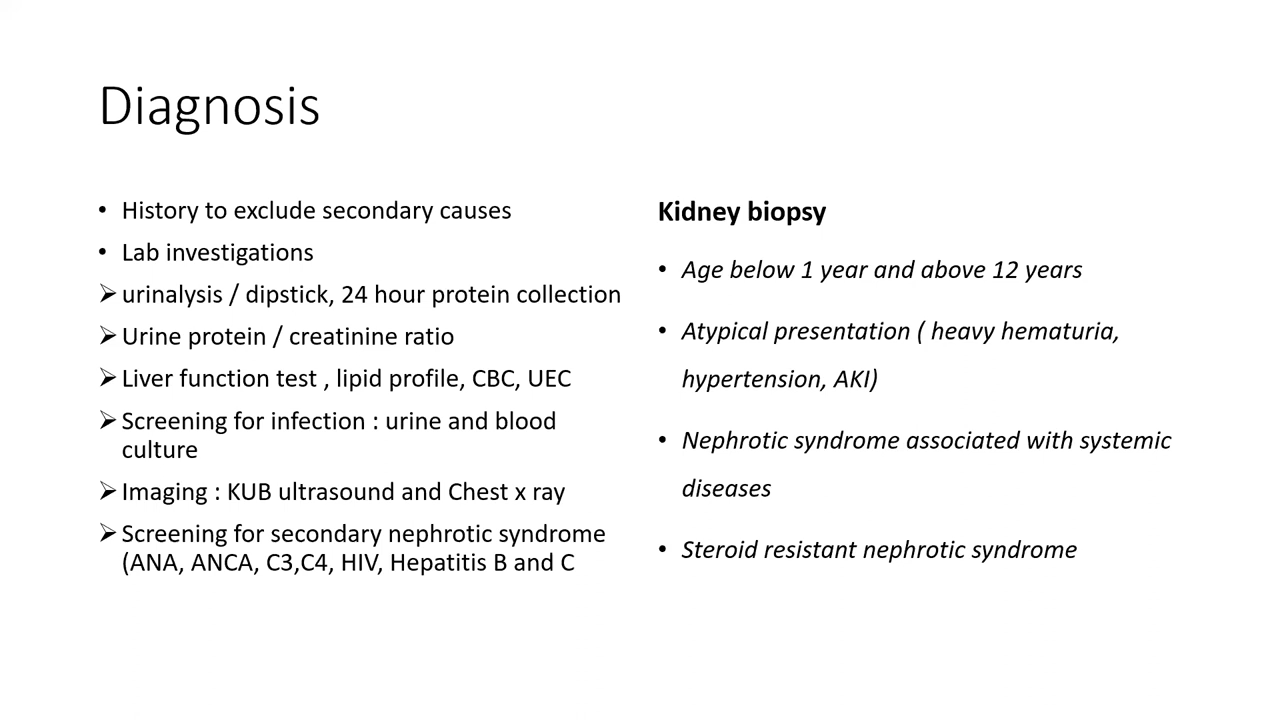 Diagnosis
• History to exclude secondary causes
• Lab investigations
➢ urinalysis / dipstick, 24 hour protein collection
➢ Urine protein / creatinine ratio
➢ Liver function test , lipid profile, CBC, UEC
➢ Screening for infection : urine and blood
culture
➢ Imaging : KUB ultrasound and Chest x ray
➢ Screening for secondary nephrotic syndrome
(ANA, ANCA, C3,C4, HIV, Hepatitis B and C
Kidney biopsy
• Age below 1 year and above 12 years
• Atypical presentation ( heavy hematuria,
hypertension, AKI)
• Nephrotic syndrome associated with systemic
diseases
• Steroid resistant nephrotic syndrome